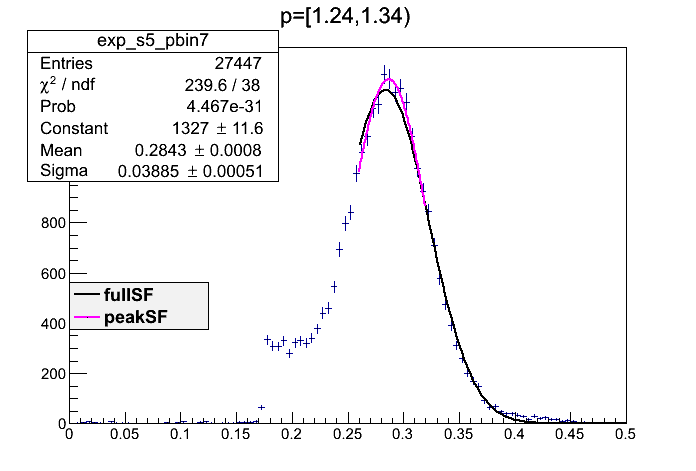 p=[1.24,1.34)
exp_s5_pbin7
Entries 27447
χ² / ndf 239.6 / 38
Prob 4.467e-31
Constant 1327 ± 11.6
Mean 0.2843 ± 0.0008
Sigma 0.03885 ± 0.00051
800
600
fullSF
peakSF
400
200
0
0 0.05 0.1 0.15 0.2 0.25 0.3 0.35 0.4 0.45 0.5